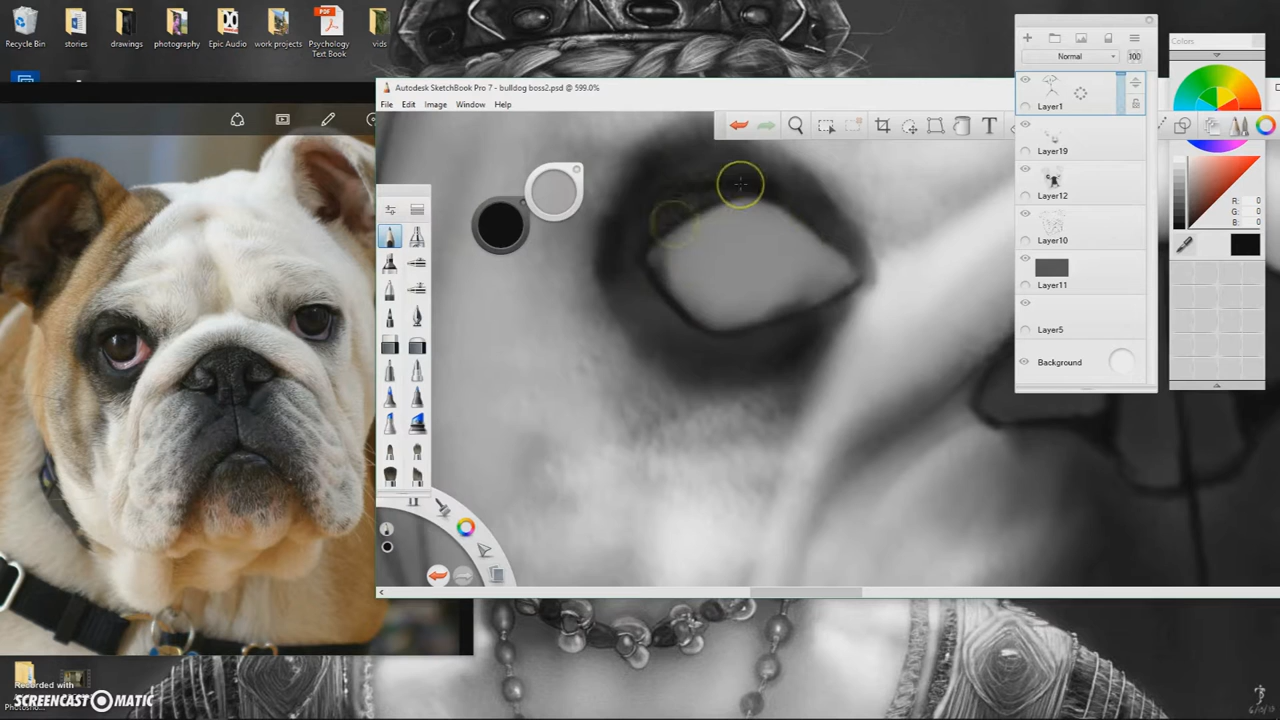 Recycle Bin
stories
drawings
photography
Epic Audio
work projects
PDF
Psychology
Text Book
vids
Autodesk SketchBook Pro 7 - bulldog boss2.psd @ 599.0%
File Edit Image Window Help
T
Normal
100
Layer1
Layer19
Layer12
Layer10
Layer11
Layer5
Background
Colors
R: 0
G: 0
B: 0
Recorded with
SCREENCAST MATIC